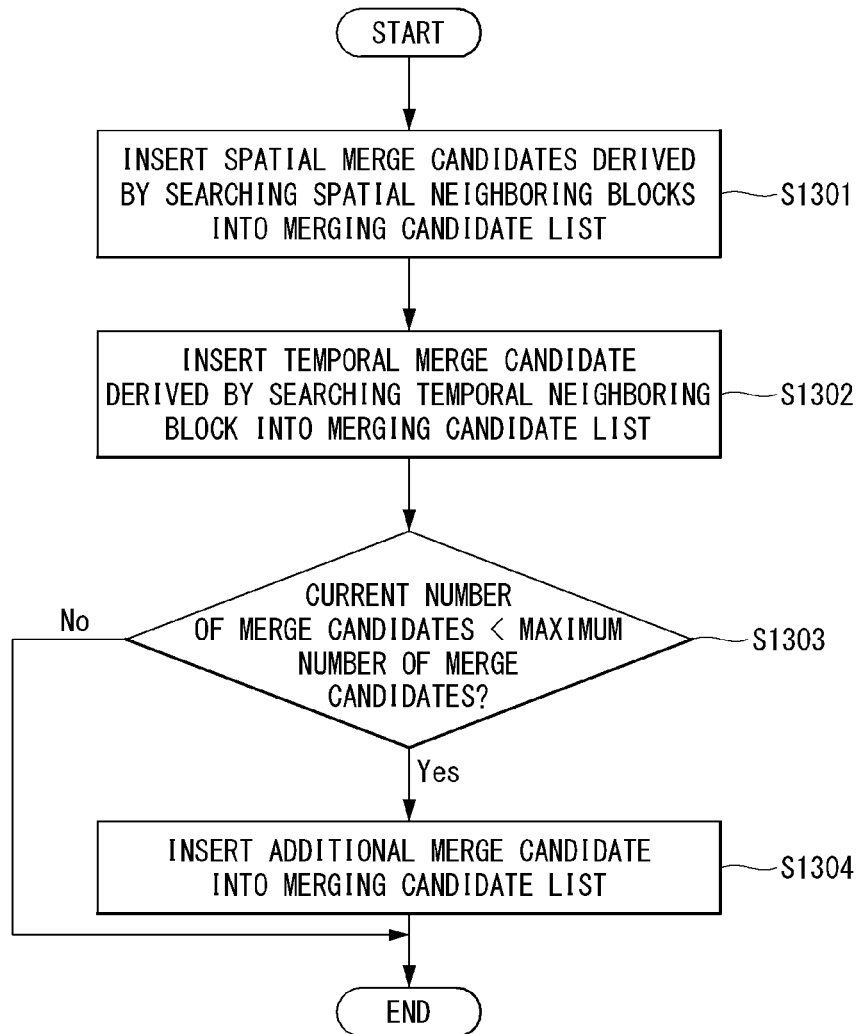 START
INSERT SPATIAL MERGE CANDIDATES DERIVED
BY SEARCHING SPATIAL NEIGHBORING BLOCKS
INTO MERGING CANDIDATE LIST
S1301
INSERT TEMPORAL MERGE CANDIDATE
DERIVED BY SEARCHING TEMPORAL NEIGHBORING
BLOCK INTO MERGING CANDIDATE LIST
S1302
CURRENT NUMBER
OF MERGE CANDIDATES < MAXIMUM
NUMBER OF MERGE
CANDIDATES?
S1303
No
Yes
INSERT ADDITIONAL MERGE CANDIDATE
INTO MERGING CANDIDATE LIST
S1304
END